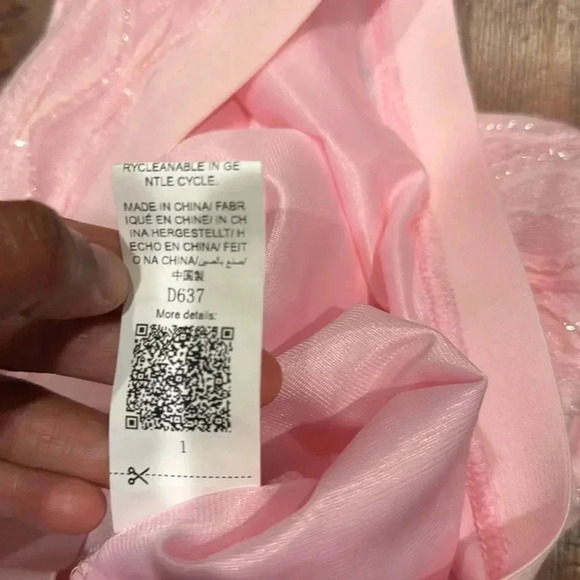 RYCLEANABLE IN GE
NTLE CYCLE.
MADE IN CHINA/ FABR
IQUÉ EN CHINE/ IN CH
INA HERGESTELLT/ H
ECHO EN CHINA/ FEIT
O NA CHINA/صنع بالصين/
中国製
D637
More details:
1